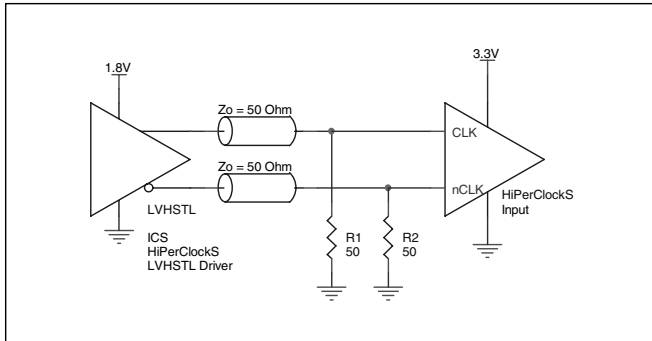 1.8V
3.3V
Zo = 50 Ohm
CLK
Zo = 50 Ohm
nCLK
HiPerClockS
Input
LVHSTL
ICS
HiPerClockS
LVHSTL Driver
R1
50
R2
50